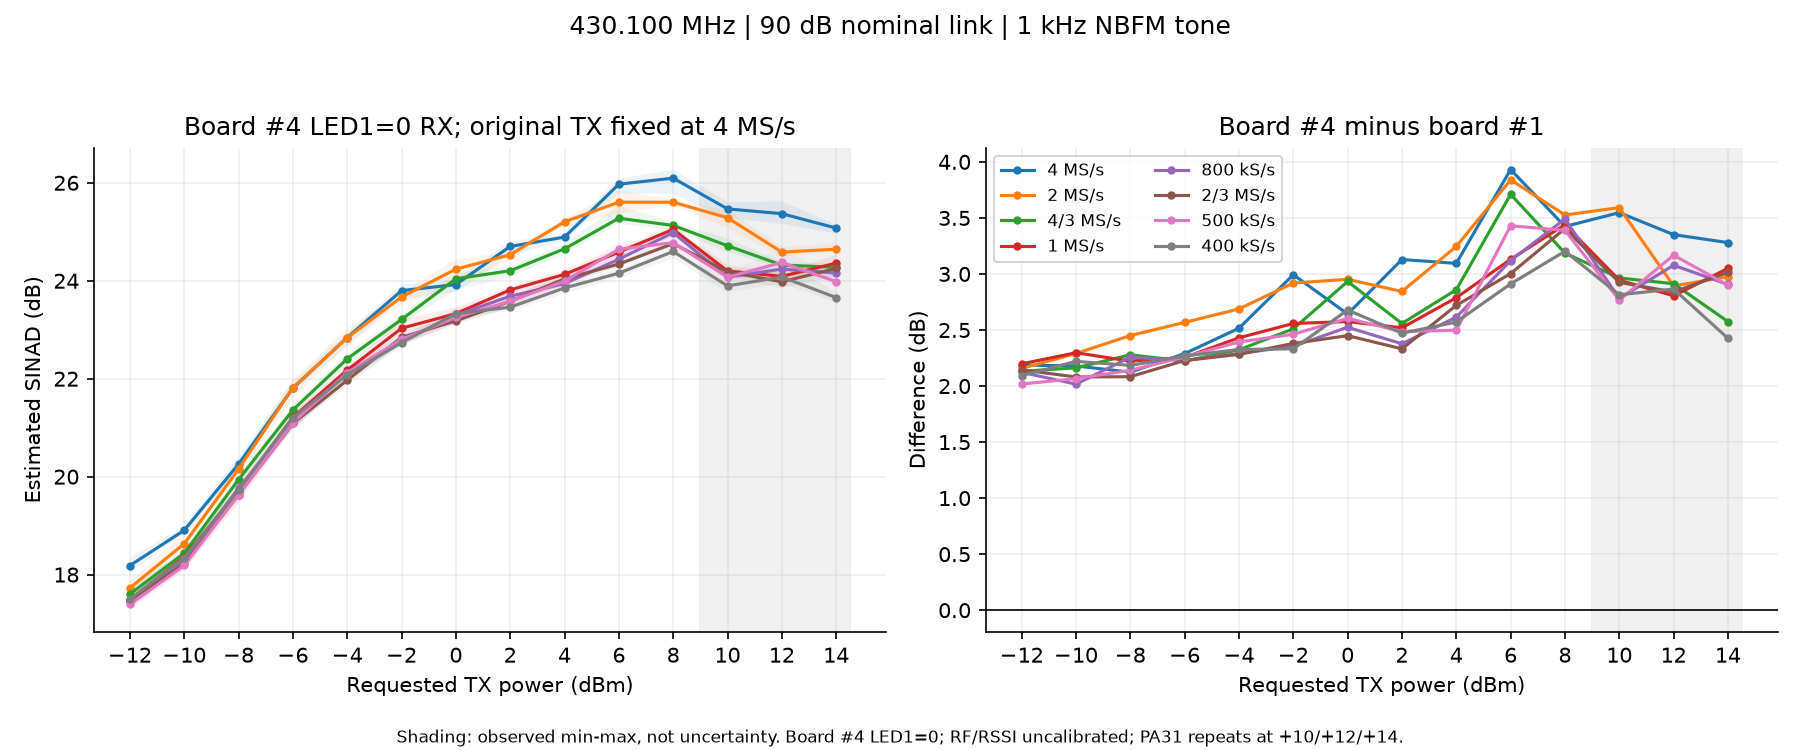 430.100 MHz | 90 dB nominal link | 1 kHz NBFM tone
Board #4 LED1=0 RX; original TX fixed at 4 MS/s
Estimated SINAD (dB)
26
24
22
20
18
−12 −10 −8 −6 −4 −2 0 2 4 6 8 10 12 14
Requested TX power (dBm)
Board #4 minus board #1
4 MS/s
2 MS/s
4/3 MS/s
1 MS/s
800 kS/s
2/3 MS/s
500 kS/s
400 kS/s
Difference (dB)
4.0
3.5
3.0
2.5
2.0
1.5
1.0
0.5
0.0
−12 −10 −8 −6 −4 −2 0 2 4 6 8 10 12 14
Requested TX power (dBm)
Shading: observed min-max, not uncertainty. Board #4 LED1=0; RF/RSSI uncalibrated; PA31 repeats at +10/+12/+14.